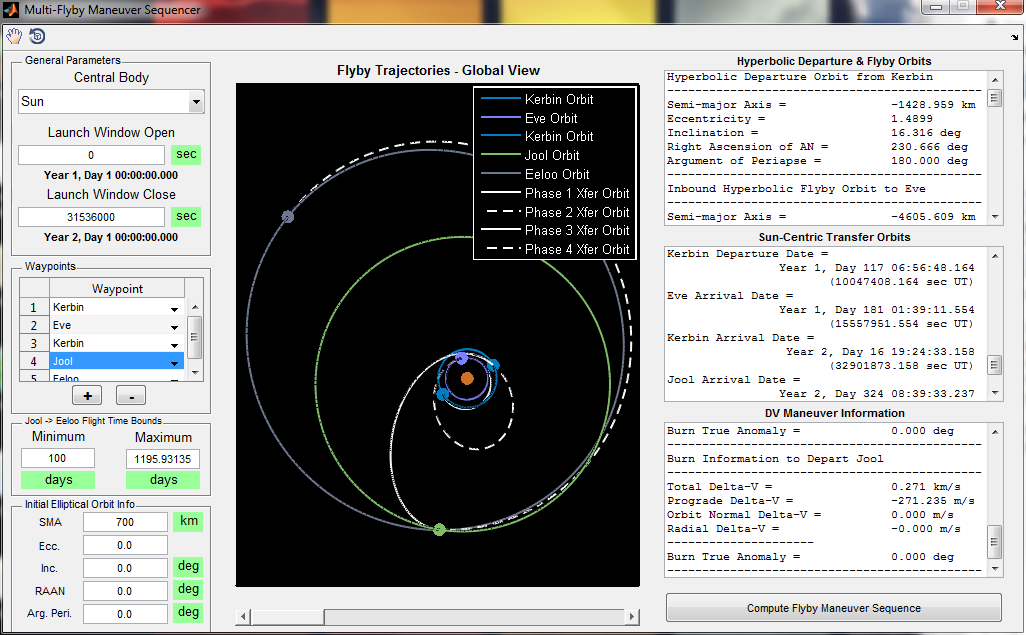 Multi-Flyby Maneuver Sequencer
General Parameters
Central Body
Sun
Launch Window Open
0 sec
Year 1, Day 1 00:00:00.000
Launch Window Close
31536000 sec
Year 2, Day 1 00:00:00.000
Waypoints
Waypoint
1 Kerbin
2 Eve
3 Kerbin
4 Jool
5 Eeloo
+ -
Jool -> Eeloo Flight Time Bounds
Minimum Maximum
100 1195.93135
days days
Initial Elliptical Orbit Info
SMA 700 km
Ecc. 0.0
Inc. 0.0 deg
RAAN 0.0 deg
Arg. Peri. 0.0 deg
Flyby Trajectories - Global View
Kerbin Orbit
Eve Orbit
Kerbin Orbit
Jool Orbit
Eeloo Orbit
Phase 1 Xfer Orbit
Phase 2 Xfer Orbit
Phase 3 Xfer Orbit
Phase 4 Xfer Orbit
Hyperbolic Departure & Flyby Orbits
Hyperbolic Departure Orbit from Kerbin
Semi-major Axis = -1428.959 km
Eccentricity = 1.4899
Inclination = 16.316 deg
Right Ascension of AN = 230.666 deg
Argument of Periapse = 180.000 deg
Inbound Hyperbolic Flyby Orbit to Eve
Semi-major Axis = -4605.609 km
Sun-Centric Transfer Orbits
Kerbin Departure Date =
Year 1, Day 117 06:56:48.164
(10047408.164 sec UT)
Eve Arrival Date =
Year 1, Day 181 01:39:11.554
(15557951.554 sec UT)
Kerbin Arrival Date =
Year 2, Day 16 19:24:33.158
(32901873.158 sec UT)
Jool Arrival Date =
Year 2, Day 324 08:39:33.237
DV Maneuver Information
Burn True Anomaly = 0.000 deg
Burn Information to Depart Jool
Total Delta-V = 0.271 km/s
Prograde Delta-V = -271.235 m/s
Orbit Normal Delta-V = 0.000 m/s
Radial Delta-V = -0.000 m/s
---------------------
Burn True Anomaly = 0.000 deg
Compute Flyby Maneuver Sequence